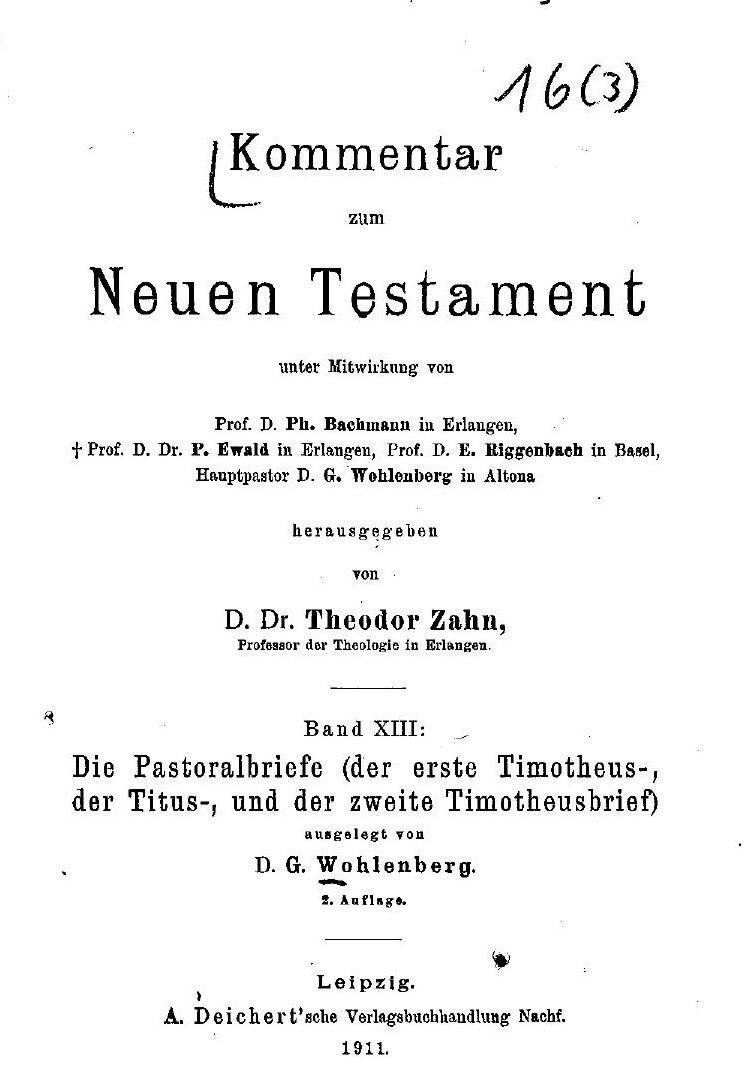 16(3)
Kommentar
zum
Neuen Testament
unter Mitwirkung von
Prof. D. Ph. Bachmann in Erlangen,
† Prof. D. Dr. P. Ewald in Erlangen, Prof. D. E. Riggenbach in Basel,
Hauptpastor D. G. Wohlenberg in Altona
herausgegeben
von
D. Dr. Theodor Zahn,
Professor der Theologie in Erlangen.
Band XIII:
Die Pastoralbriefe (der erste Timotheus-,
der Titus-, und der zweite Timotheusbrief)
ausgelegt von
D. G. Wohlenberg.
2. Auflage.
Leipzig.
A. Deichert'sche Verlagsbuchhandlung Nachf.
1911.